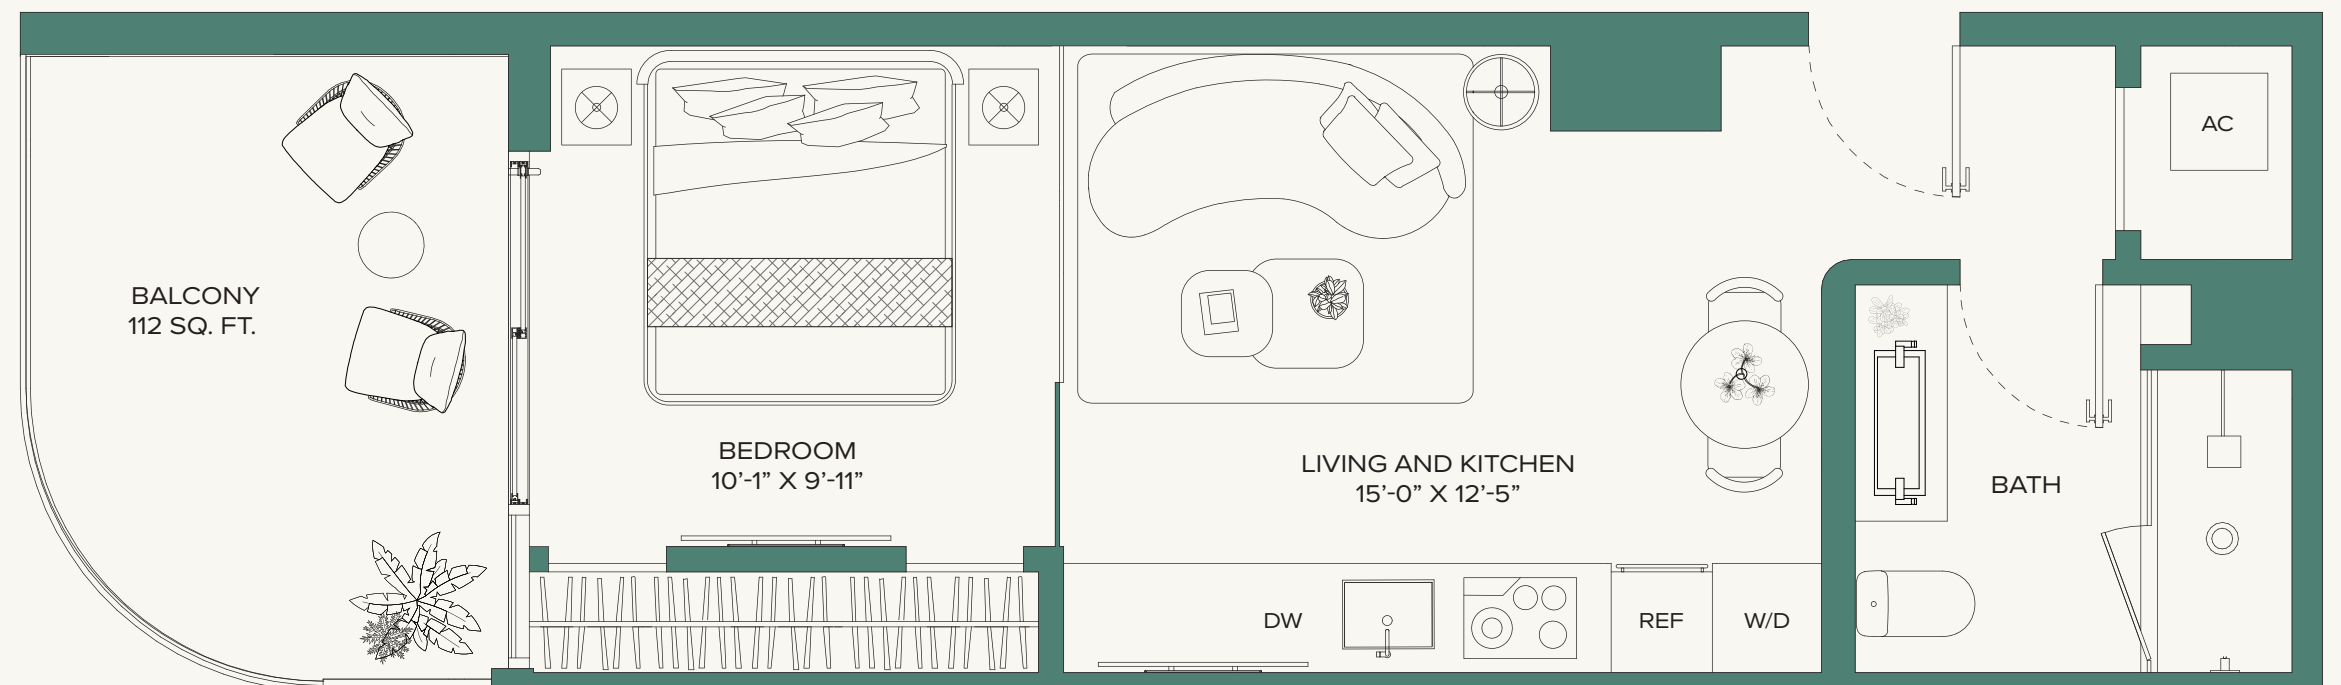 AC
BALCONY
112 SQ. FT.
BEDROOM
10’-1” X 9’-11”
LIVING AND KITCHEN
15’-0” X 12’-5”
BATH
DW
REF
W/D